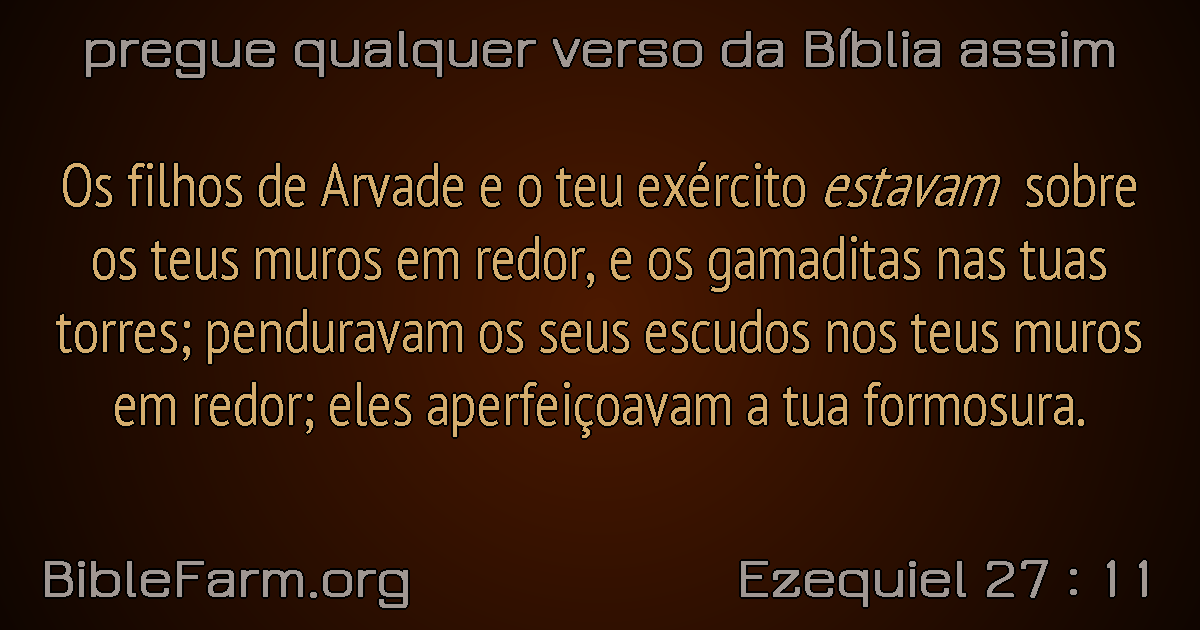 pregue qualquer verso da Bíblia assim
Os filhos de Arvade e o teu exército estavam sobre
os teus muros em redor, e os gamaditas nas tuas
torres; penduravam os seus escudos nos teus muros
em redor; eles aperfeiçoavam a tua formosura.
BibleFarm.org
Ezequiel 27 : 11